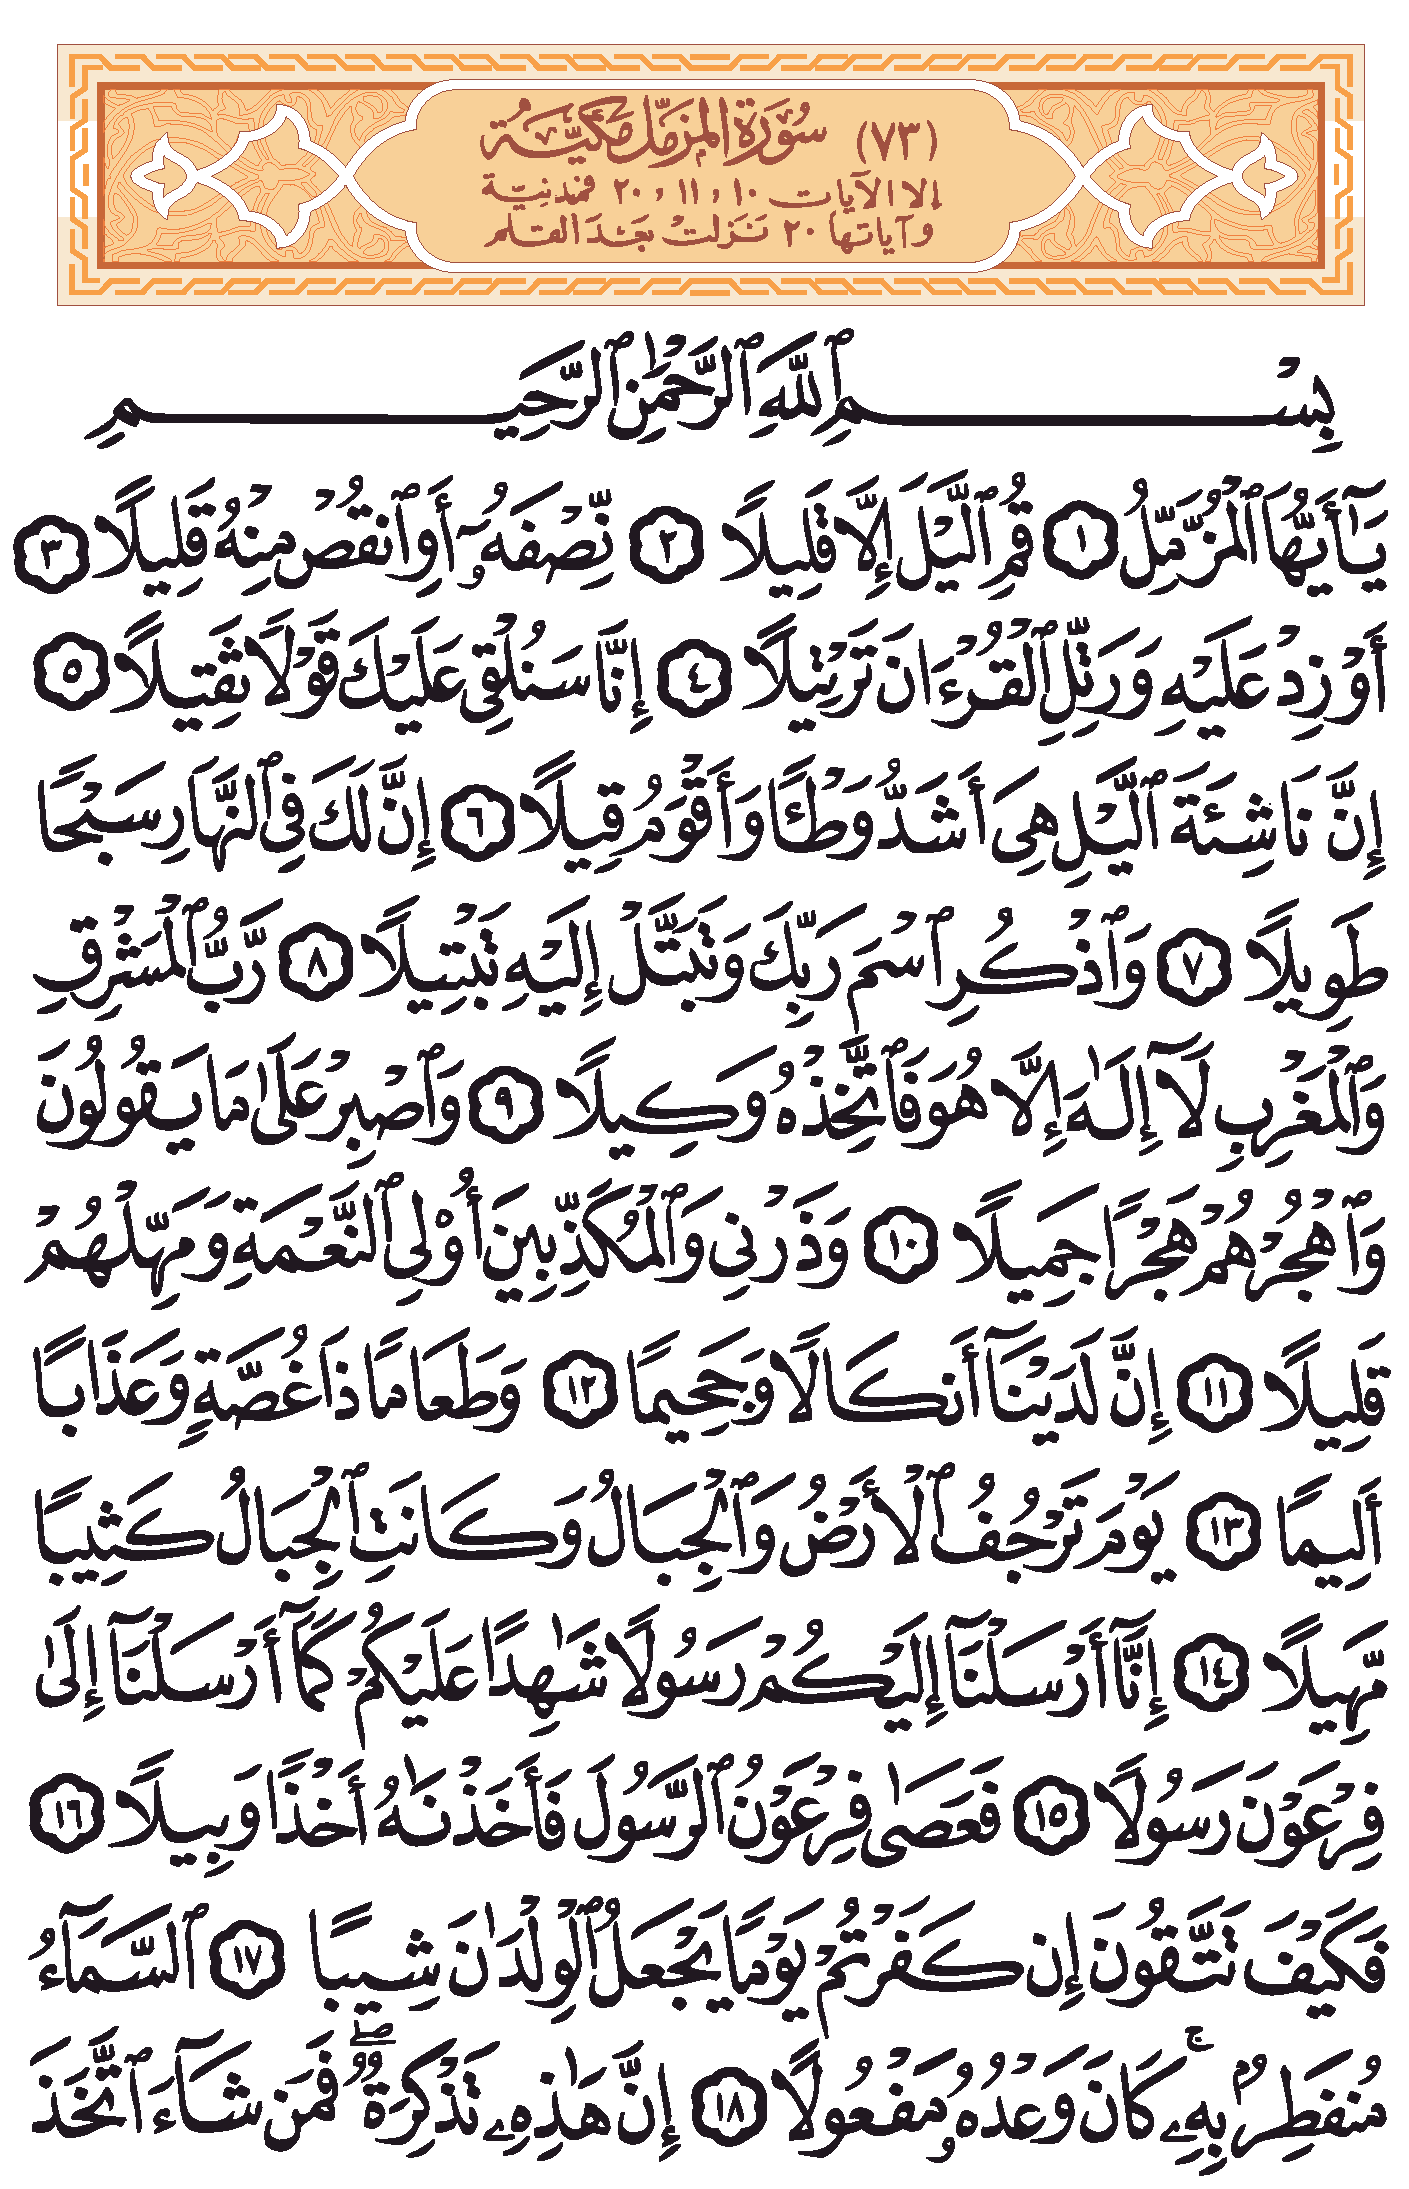 (٧٣) سُورَة المزمّل مكيّة
إلا الآيات ١٠ و ١١ و ٢٠ فمدنية
وآياتها ٢٠ نزلت بعد القلم
بِسْمِ ٱللَّهِ ٱلرَّحْمَٰنِ ٱلرَّحِيمِ
يَٰٓأَيُّهَا ٱلْمُزَّمِّلُ ١ قُمِ ٱلَّيْلَ إِلَّا قَلِيلًا ٢ نِّصْفَهُۥٓ أَوِ ٱنقُصْ مِنْهُ قَلِيلًا ٣
أَوْ زِدْ عَلَيْهِ وَرَتِّلِ ٱلْقُرْءَانَ تَرْتِيلًا ٤ إِنَّا سَنُلْقِى عَلَيْكَ قَوْلًا ثَقِيلًا ٥
إِنَّ نَاشِئَةَ ٱلَّيْلِ هِىَ أَشَدُّ وَطْـًٔا وَأَقْوَمُ قِيلًا ٦ إِنَّ لَكَ فِى ٱلنَّهَارِ سَبْحًا
طَوِيلًا ٧ وَٱذْكُرِ ٱسْمَ رَبِّكَ وَتَبَتَّلْ إِلَيْهِ تَبْتِيلًا ٨ رَّبُّ ٱلْمَشْرِقِ
وَٱلْمَغْرِبِ لَآ إِلَٰهَ إِلَّا هُوَ فَٱتَّخِذْهُ وَكِيلًا ٩ وَٱصْبِرْ عَلَىٰ مَا يَقُولُونَ
وَٱهْجُرْهُمْ هَجْرًا جَمِيلًا ١٠ وَذَرْنِى وَٱلْمُكَذِّبِينَ أُوْلِى ٱلنَّعْمَةِ وَمَهِّلْهُمْ
قَلِيلًا ١١ إِنَّ لَدَيْنَآ أَنكَالًا وَجَحِيمًا ١٢ وَطَعَامًا ذَا غُصَّةٍ وَعَذَابًا
أَلِيمًا ١٣ يَوْمَ تَرْجُفُ ٱلْأَرْضُ وَٱلْجِبَالُ وَكَانَتِ ٱلْجِبَالُ كَثِيبًا
مَّهِيلًا ١٤ إِنَّآ أَرْسَلْنَآ إِلَيْكُمْ رَسُولًا شَٰهِدًا عَلَيْكُمْ كَمَآ أَرْسَلْنَآ إِلَىٰ
فِرْعَوْنَ رَسُولًا ١٥ فَعَصَىٰ فِرْعَوْنُ ٱلرَّسُولَ فَأَخَذْنَٰهُ أَخْذًا وَبِيلًا ١٦
فَكَيْفَ تَتَّقُونَ إِن كَفَرْتُمْ يَوْمًا يَجْعَلُ ٱلْوِلْدَٰنَ شِيبًا ١٧ ٱلسَّمَآءُ
مُنفَطِرٌۢ بِهِۦ ۚ كَانَ وَعْدُهُۥ مَفْعُولًا ١٨ إِنَّ هَٰذِهِۦ تَذْكِرَةٌ ۖ فَمَن شَآءَ ٱتَّخَذَ